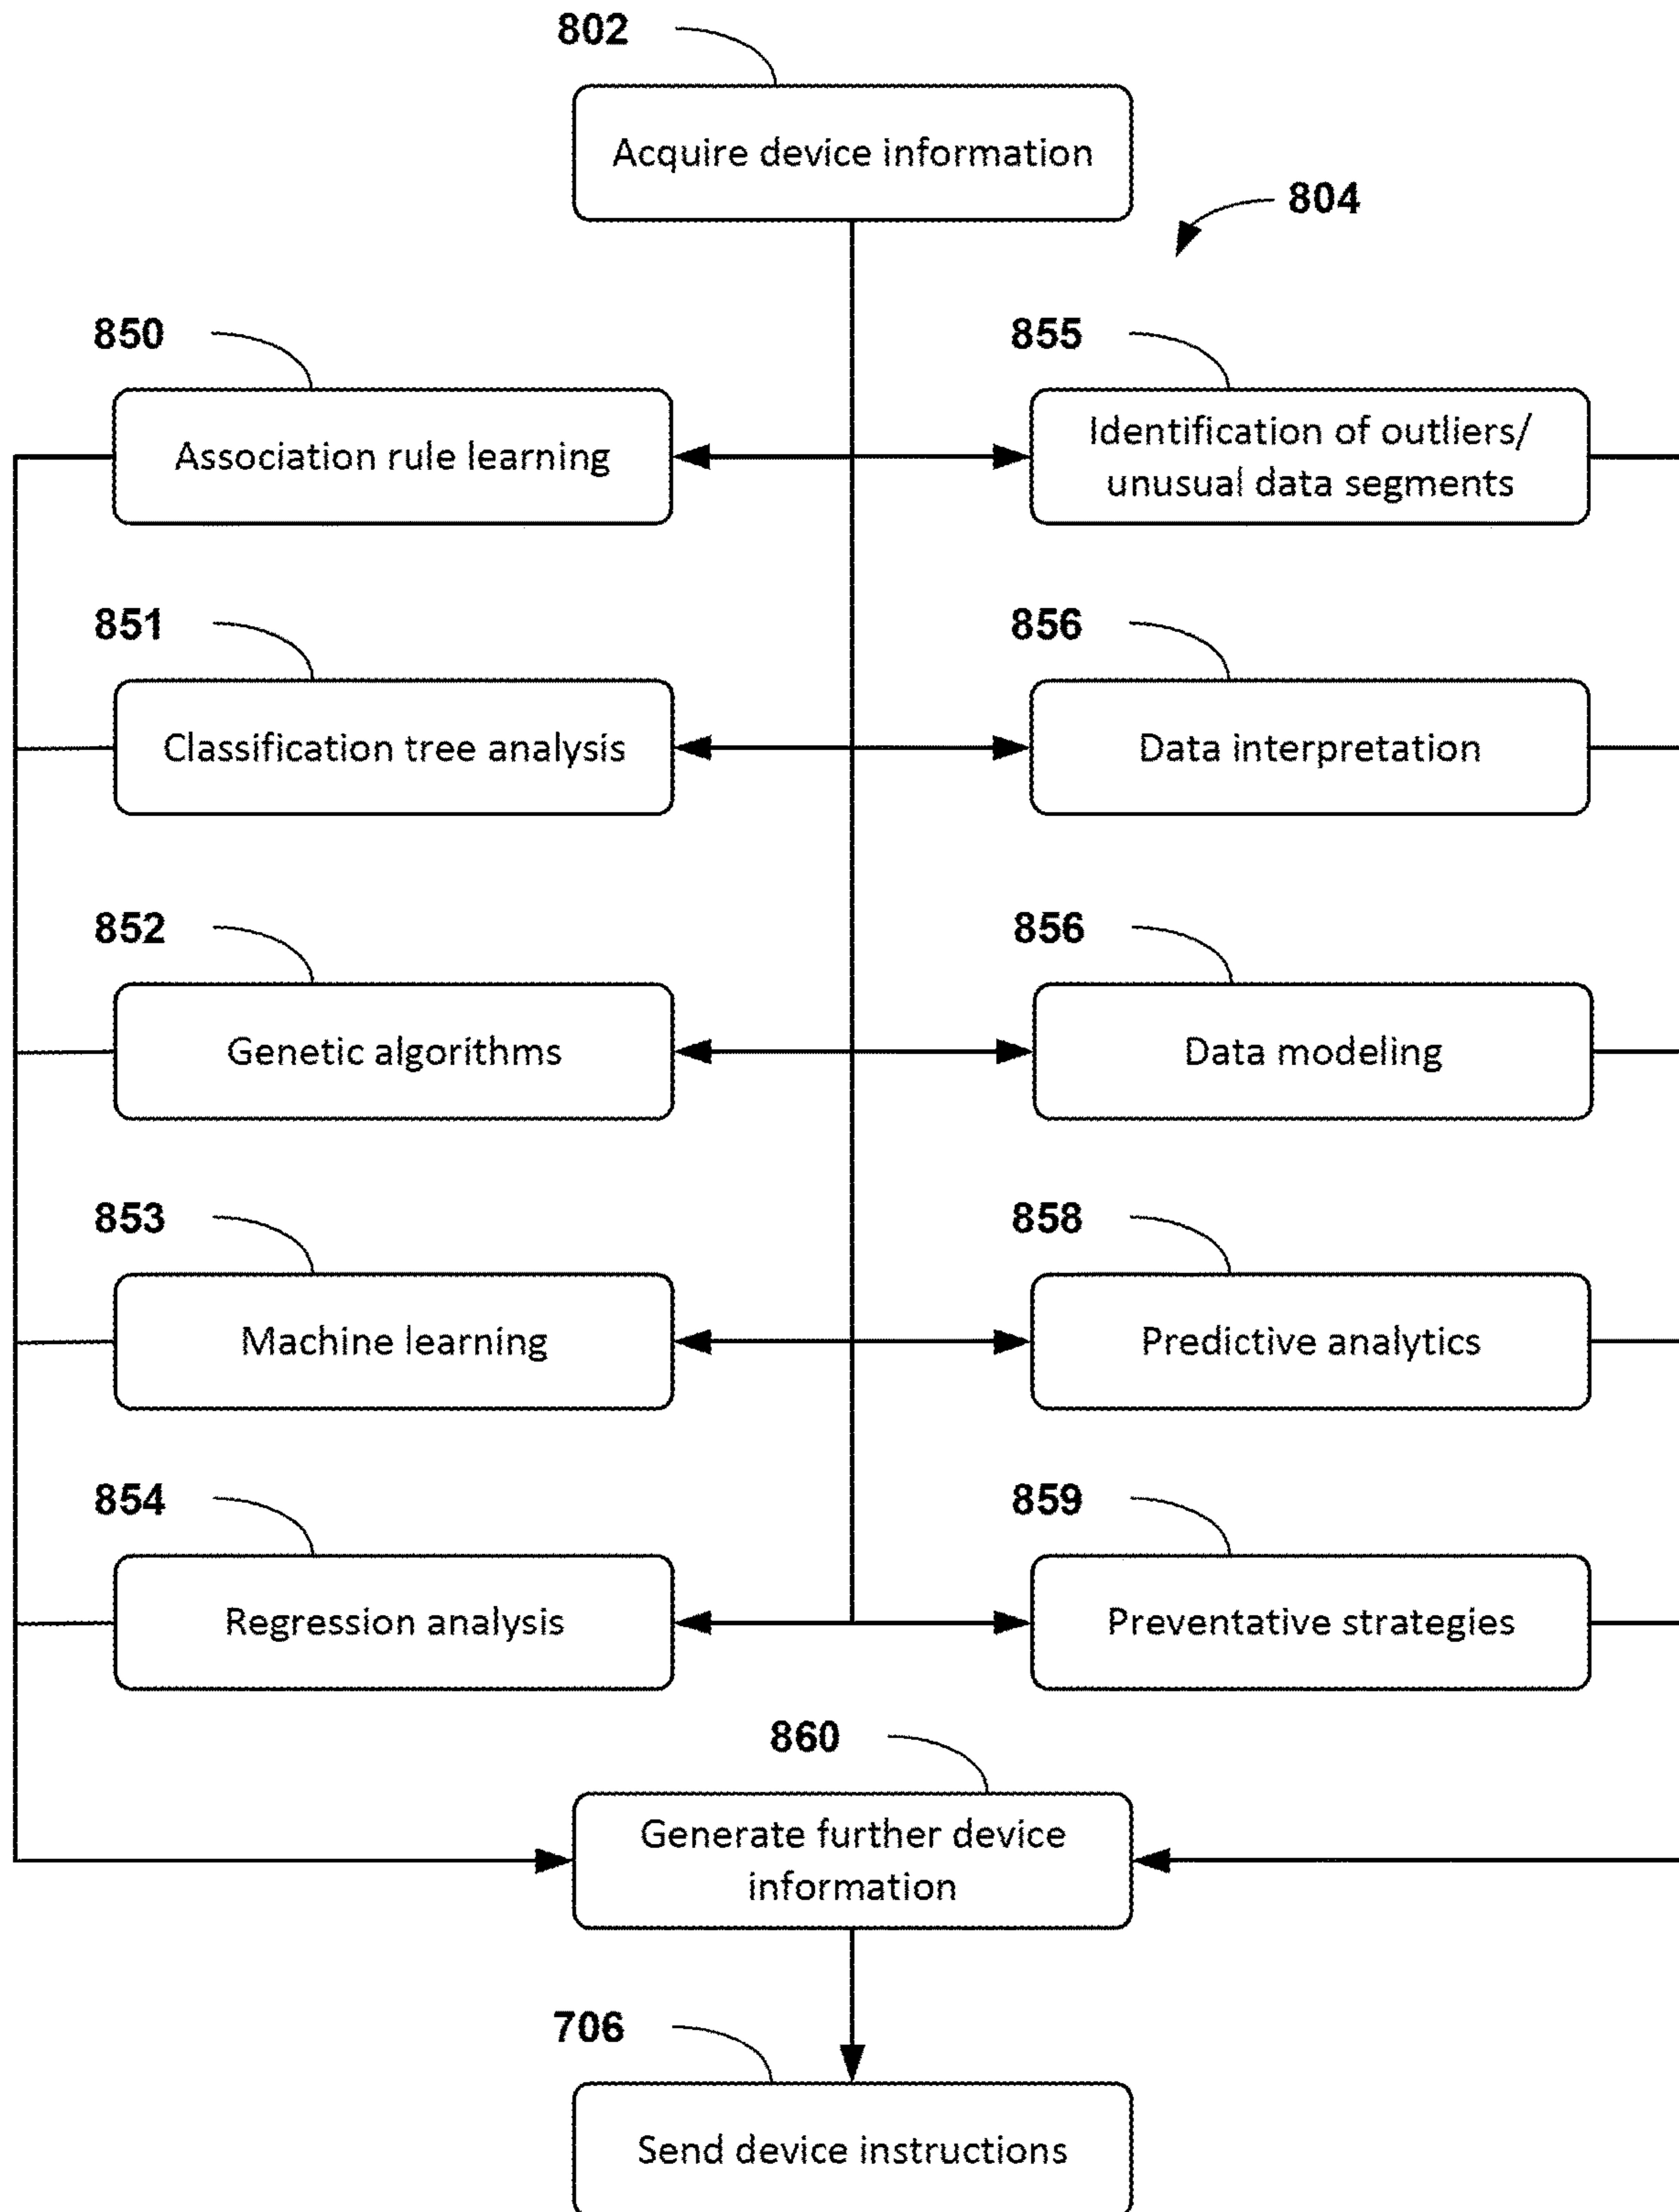 802
Acquire device information
804
850
855
Association rule learning
Identification of outliers/
unusual data segments
851
856
Classification tree analysis
Data interpretation
852
856
Genetic algorithms
Data modeling
853
858
Machine learning
Predictive analytics
854
859
Regression analysis
Preventative strategies
860
Generate further device
information
706
Send device instructions